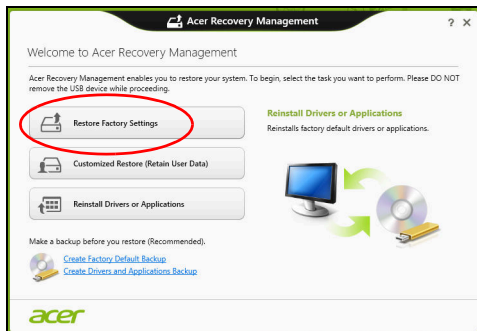 Acer Recovery Management
? X
Welcome to Acer Recovery Management
Acer Recovery Management enables you to restore your system. To begin, select the task you want to perform. Please DO NOT
remove the USB device while proceeding.
Restore Factory Settings
Customized Restore (Retain User Data)
Reinstall Drivers or Applications
Reinstall Drivers or Applications
Reinstalls factory default drivers or applications.
Make a backup before you restore (Recommended).
Create Factory Default Backup
Create Drivers and Applications Backup
acer